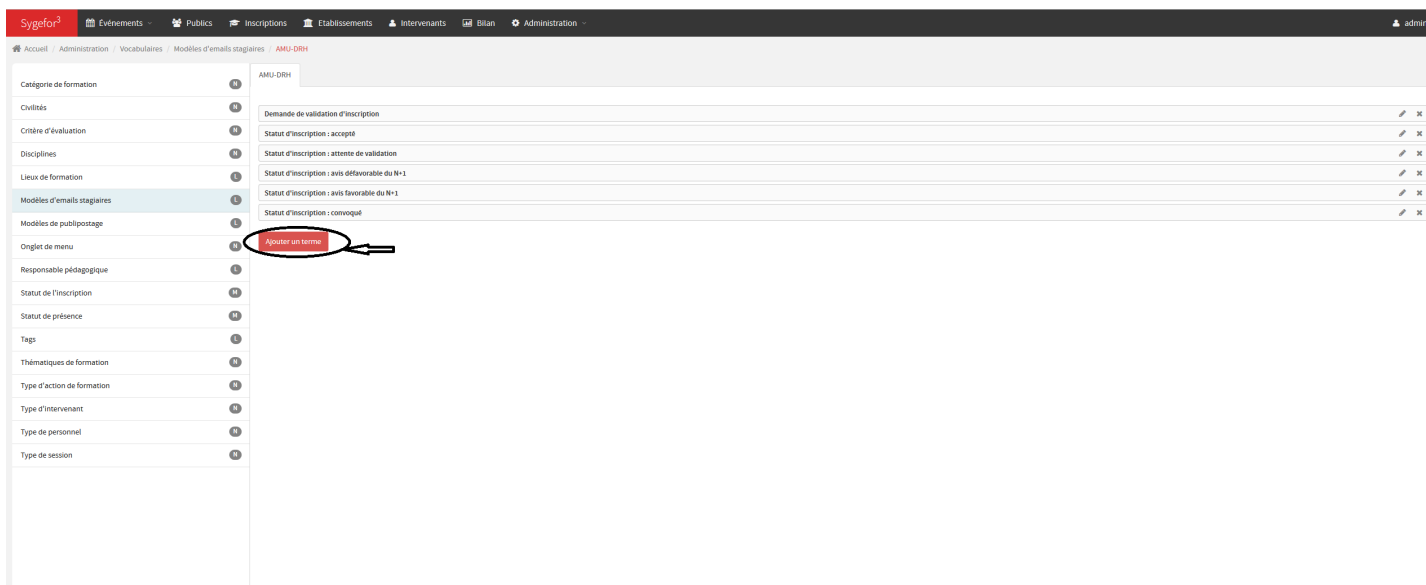 Sygefor3 Événements Publics Inscriptions Etablissements Intervenants Bilan Administration admin
Accueil / Administration / Vocabulaires / Modèles d'emails stagiaires / AMU-DRH
AMU-DRH
Catégorie de formation N
Civilités N
Critère d'évaluation N
Disciplines N
Lieux de formation L
Modèles d'emails stagiaires L
Modèles de publipostage L
Onglet de menu N
Responsable pédagogique L
Statut de l'inscription M
Statut de présence M
Tags L
Thématiques de formation N
Type d'action de formation N
Type d'intervenant N
Type de personnel N
Type de session N
Demande de validation d'inscription
Statut d'inscription : accepté
Statut d'inscription : attente de validation
Statut d'inscription : avis défavorable du N+1
Statut d'inscription : avis favorable du N+1
Statut d'inscription : convoqué
Ajouter un terme